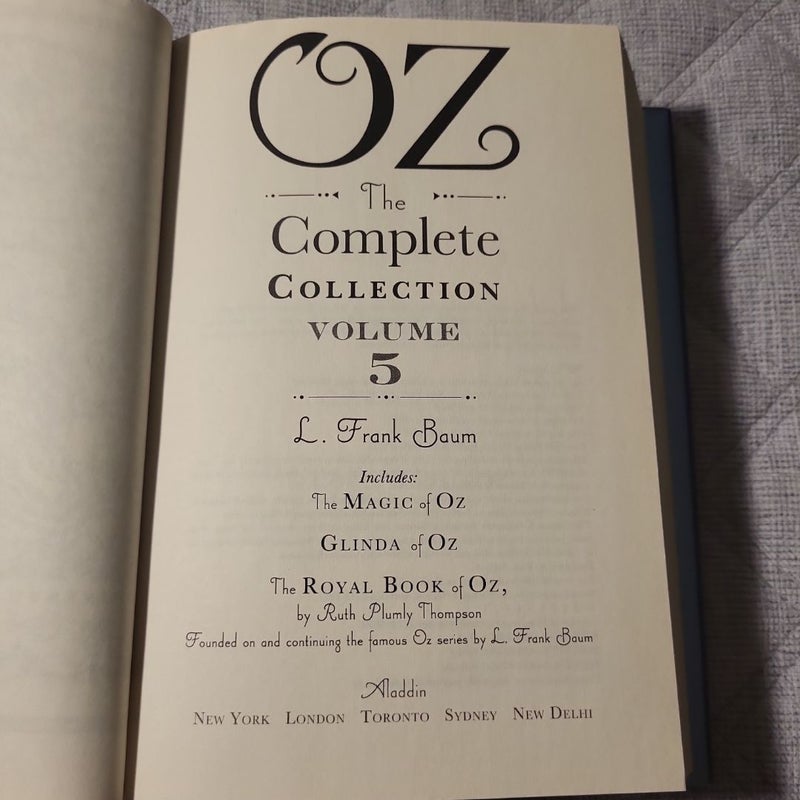 OZ
The
Complete
COLLECTION
VOLUME
5
L. Frank Baum
Includes:
The MAGIC of OZ
GLINDA of OZ
The ROYAL BOOK of OZ,
by Ruth Plumly Thompson
Founded on and continuing the famous Oz series by L. Frank Baum
Aladdin
NEW YORK LONDON TORONTO SYDNEY NEW DELHI